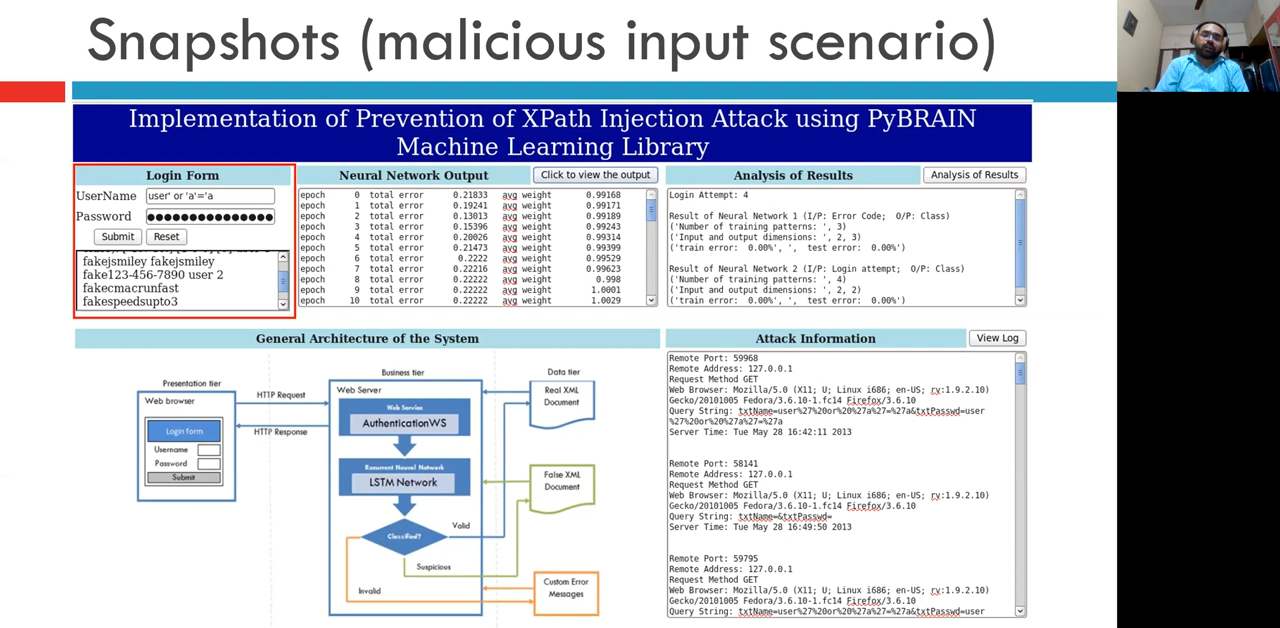 Snapshots (malicious input scenario)
Implementation of Prevention of XPath Injection Attack using PyBRAIN
Machine Learning Library
Login Form
UserName user' or 'a'='a
Password ●●●●●●●●●●●●●●●
Submit Reset
fakejsmiley fakejsmiley
fake123-456-7890 user 2
fakecmacrunfast
fakespeedsupto3
Neural Network Output
Click to view the output
epoch 0 total error 0.21833 avg weight 0.99168
epoch 1 total error 0.19241 avg weight 0.99171
epoch 2 total error 0.13013 avg weight 0.99189
epoch 3 total error 0.15396 avg weight 0.99243
epoch 4 total error 0.20026 avg weight 0.99314
epoch 5 total error 0.21473 avg weight 0.99399
epoch 6 total error 0.2222 avg weight 0.99529
epoch 7 total error 0.22216 avg weight 0.99623
epoch 8 total error 0.22222 avg weight 0.998
epoch 9 total error 0.22222 avg weight 1.0001
epoch 10 total error 0.22222 avg weight 1.0029
Analysis of Results
Analysis of Results
Login Attempt: 4
Result of Neural Network 1 (I/P: Error Code; O/P: Class)
('Number of training patterns: ', 3)
('Input and output dimensions: ', 2, 3)
('train error: 0.00%', ', test error: 0.00%')
Result of Neural Network 2 (I/P: Login attempt; O/P: Class)
('Number of training patterns: ', 4)
('Input and output dimensions: ', 2, 2)
('train error: 0.00%', ', test error: 0.00%')
General Architecture of the System
Presentation tier
Web browser
Login form
Username
Password
Submit
HTTP Request
HTTP Response
Business tier
Web Server
Web Service
AuthenticationWS
Recurrent Neural Network
LSTM Network
Classified?
Valid
Suspicious
Invalid
Data tier
Real XML
Document
False XML
Document
Custom Error
Messages
Attack Information
View Log
Remote Port: 59968
Remote Address: 127.0.0.1
Request Method GET
Web Browser: Mozilla/5.0 (X11; U; Linux i686; en-US; rv:1.9.2.10)
Gecko/20101005 Fedora/3.6.10-1.fc14 Firefox/3.6.10
Query String: txtName=user%27%20or%20%27a%27=%27a&txtPasswd=user
%27%20or%20%27a%27=%27a
Server Time: Tue May 28 16:42:11 2013
Remote Port: 58141
Remote Address: 127.0.0.1
Request Method GET
Web Browser: Mozilla/5.0 (X11; U; Linux i686; en-US; rv:1.9.2.10)
Gecko/20101005 Fedora/3.6.10-1.fc14 Firefox/3.6.10
Query String: txtName=&txtPasswd=
Server Time: Tue May 28 16:49:50 2013
Remote Port: 59795
Remote Address: 127.0.0.1
Request Method GET
Web Browser: Mozilla/5.0 (X11; U; Linux i686; en-US; rv:1.9.2.10)
Gecko/20101005 Fedora/3.6.10-1.fc14 Firefox/3.6.10
Query String: txtName=user%27%20or%20%27a%27=%27a&txtPasswd=user